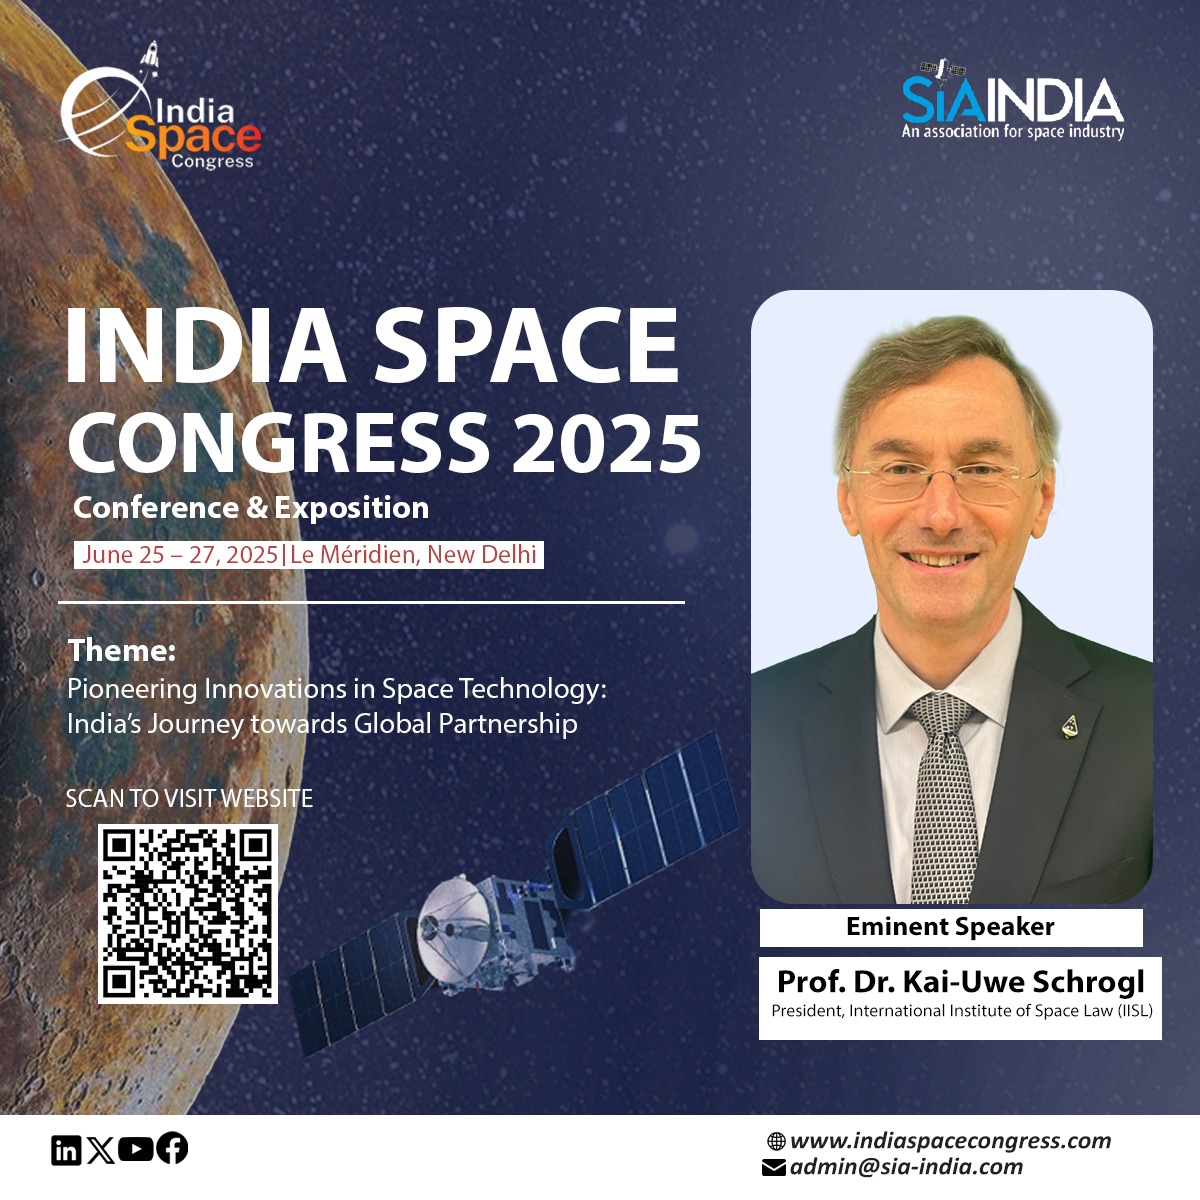 India
Space
Congress
SiAINDIA
An association for space industry
INDIA SPACE
CONGRESS 2025
Conference & Exposition
June 25 – 27, 2025|Le Méridien, New Delhi
Theme:
Pioneering Innovations in Space Technology:
India’s Journey towards Global Partnership
SCAN TO VISIT WEBSITE
Eminent Speaker
Prof. Dr. Kai-Uwe Schrogl
President, International Institute of Space Law (IISL)
www.indiaspacecongress.com
admin@sia-india.com